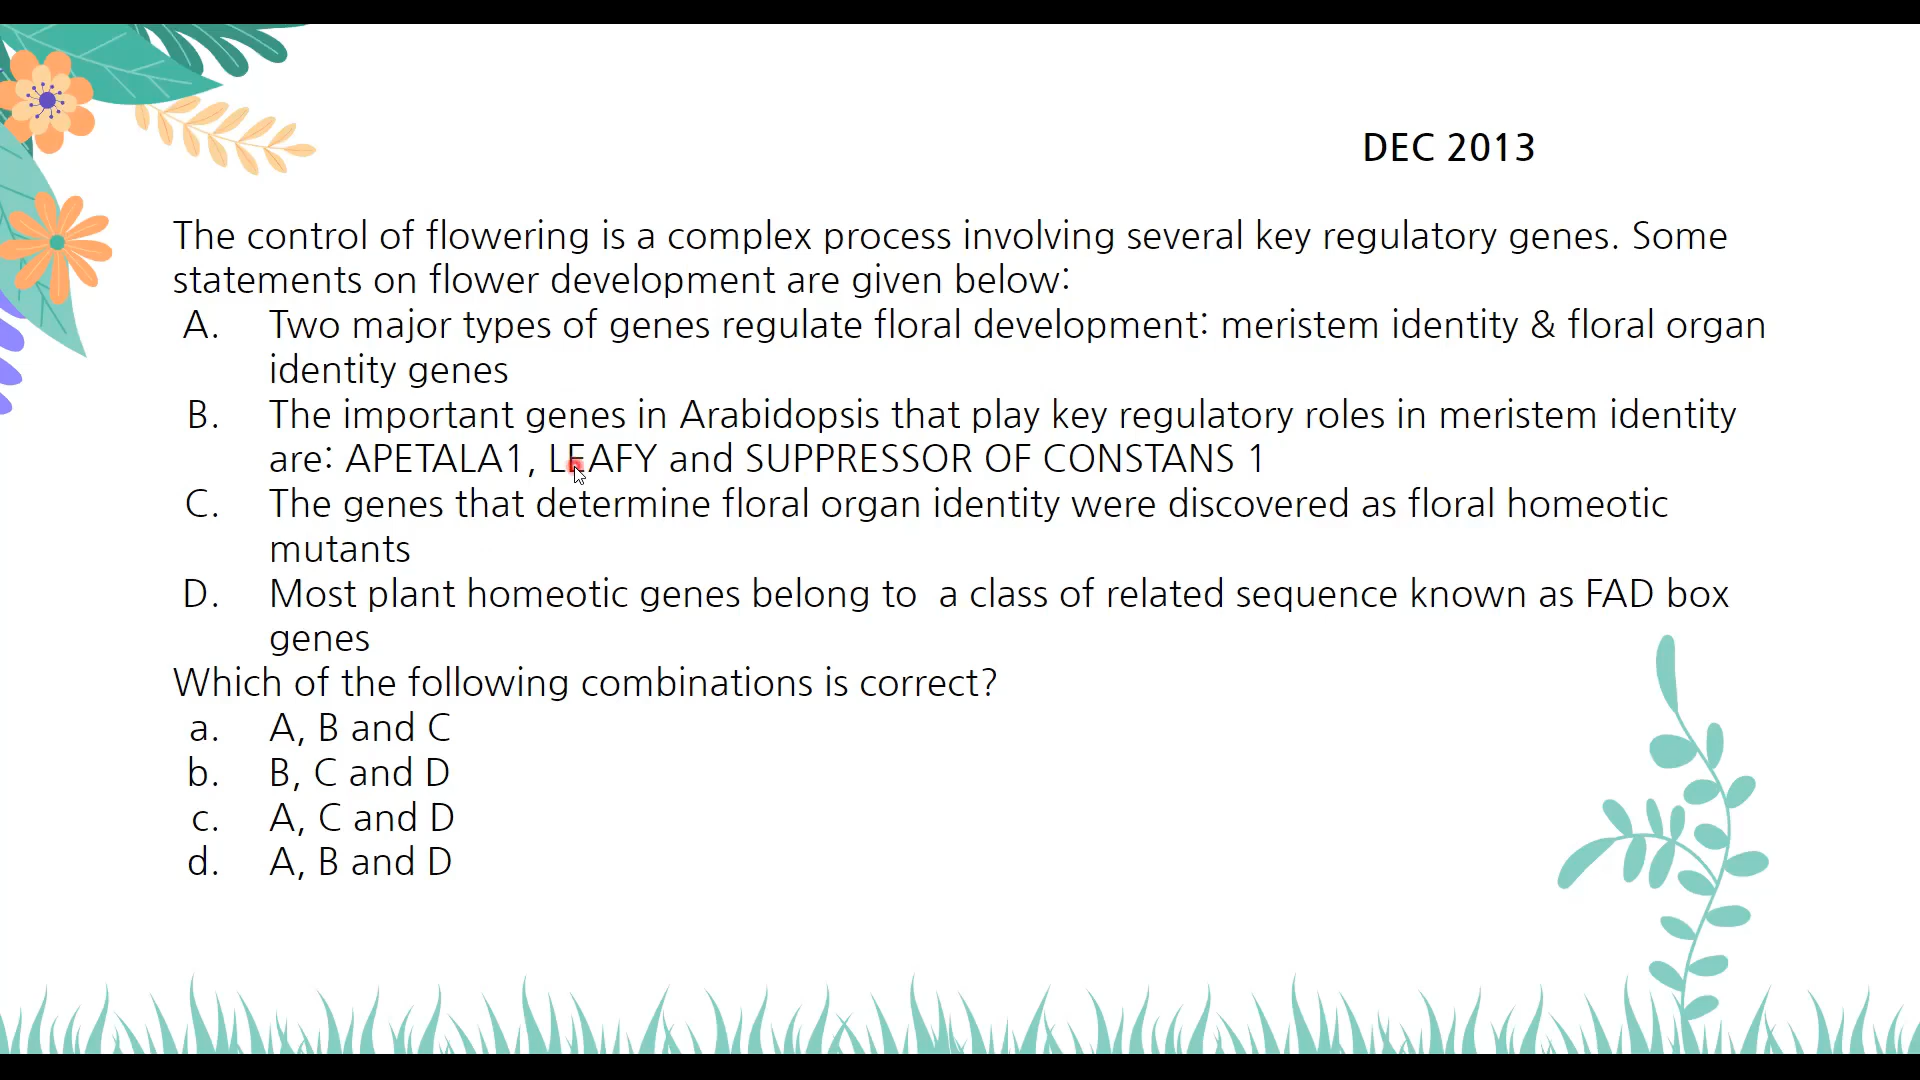 DEC 2013
The control of flowering is a complex process involving several key regulatory genes. Some
statements on flower development are given below:
A. Two major types of genes regulate floral development: meristem identity & floral organ
identity genes
B. The important genes in Arabidopsis that play key regulatory roles in meristem identity
are: APETALA1, LEAFY and SUPPRESSOR OF CONSTANS 1
C. The genes that determine floral organ identity were discovered as floral homeotic
mutants
D. Most plant homeotic genes belong to a class of related sequence known as FAD box
genes
Which of the following combinations is correct?
a. A, B and C
b. B, C and D
c. A, C and D
d. A, B and D